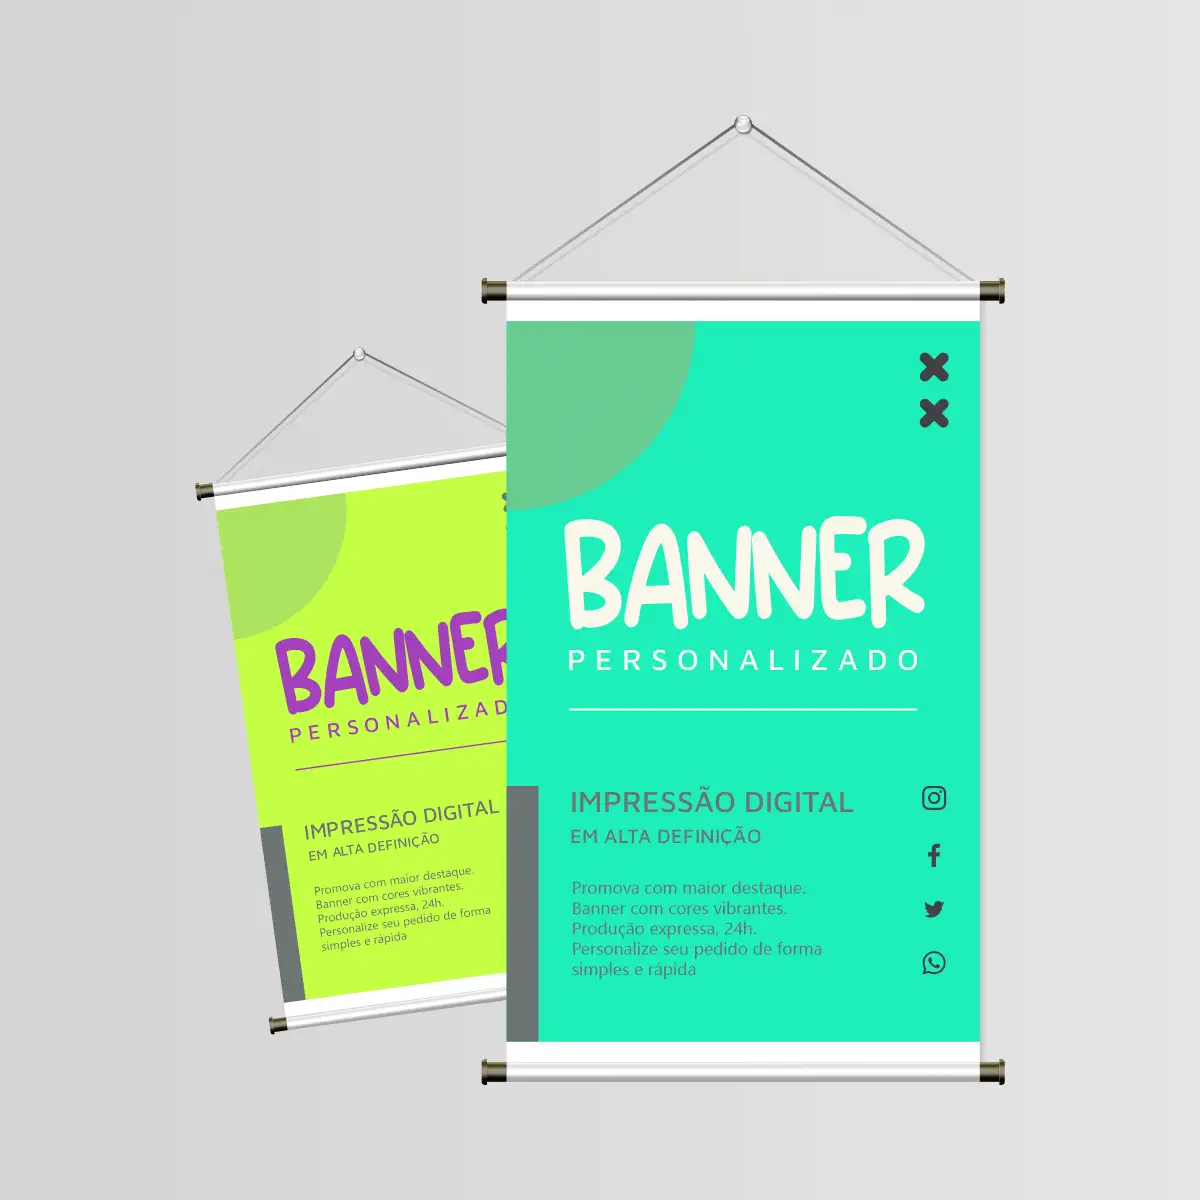 BANNER
PERSONALIZADO
IMPRESSÃO DIGITAL
EM ALTA DEFINIÇÃO
Promova com maior destaque.
Banner com cores vibrantes.
Produção expressa, 24h.
Personalize seu pedido de forma
simples e rápida
BANNER
PERSONALIZAD
IMPRESSÃO DIGITAL
EM ALTA DEFINIÇÃO
Promova com maior destaque.
Banner com cores vibrantes.
Produção expressa, 24h.
Personalize seu pedido de forma
simples e rápida